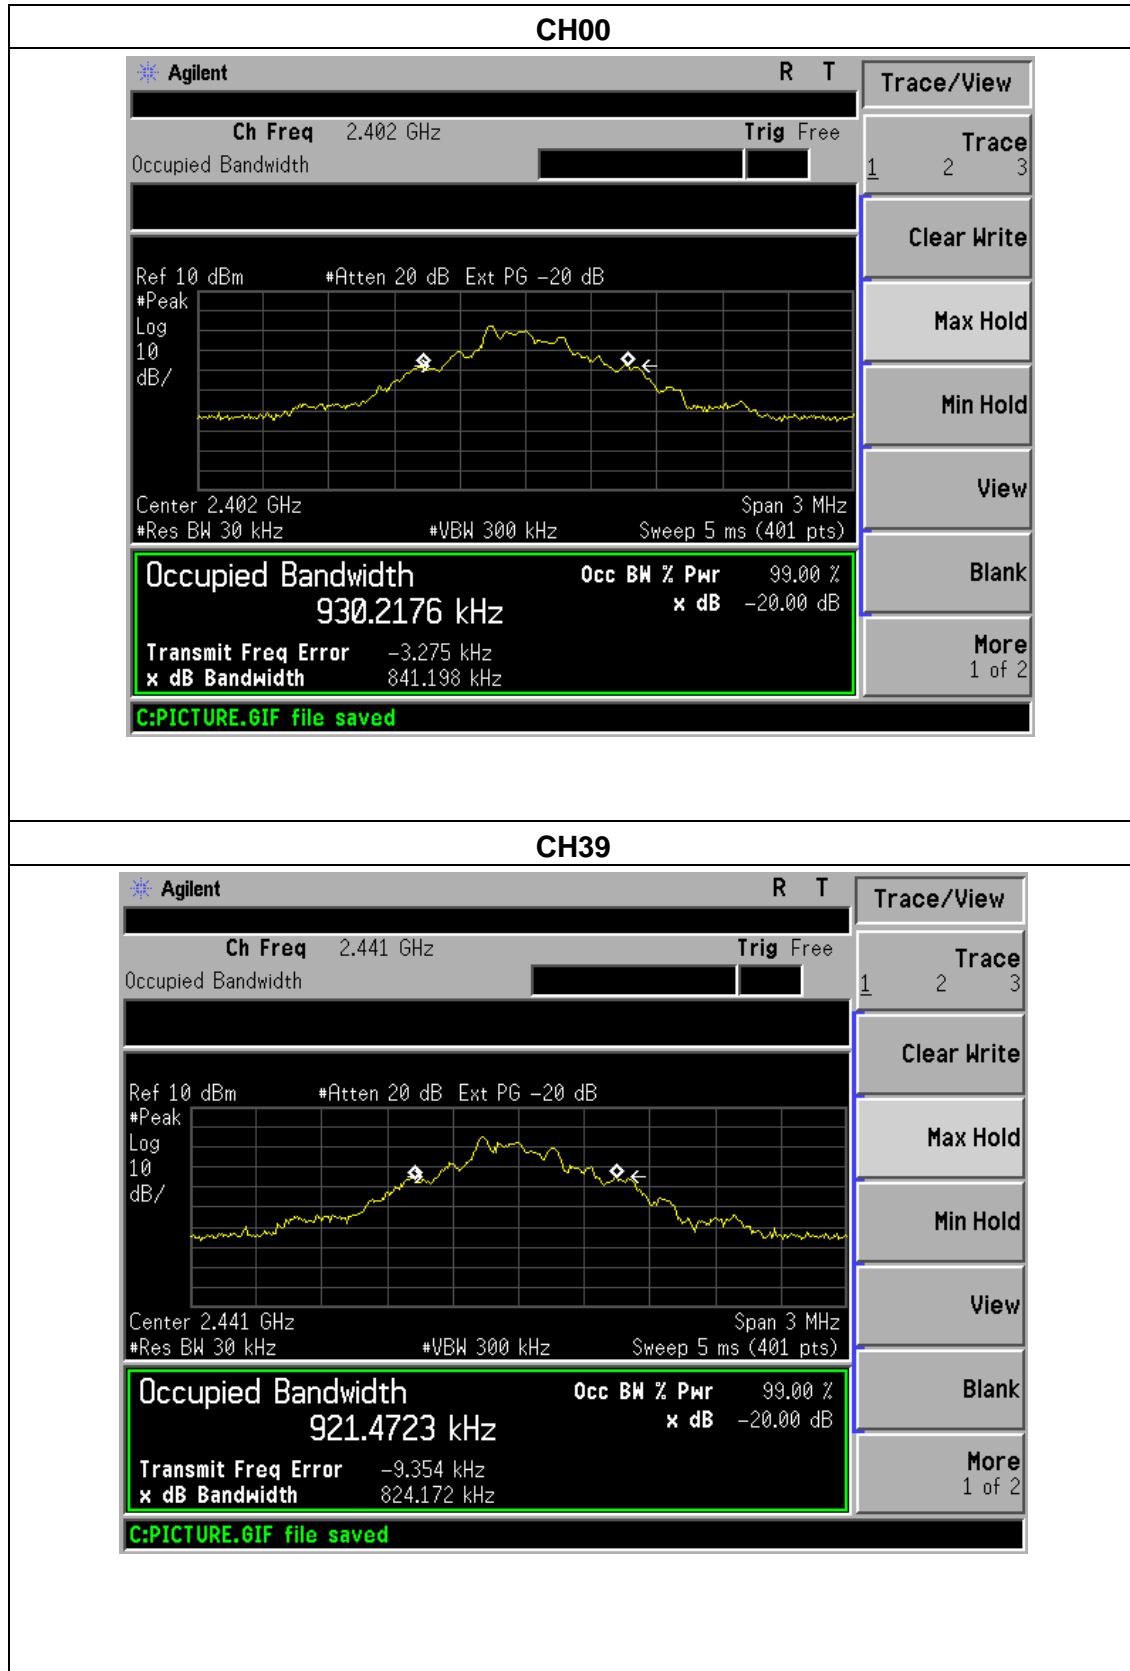 CH00
Agilent R T
Trace/View
Ch Freq 2.402 GHz Trig Free
Occupied Bandwidth
Trace
1 2 3
Clear Write
Ref 10 dBm #Atten 20 dB Ext PG -20 dB
#Peak
Log
10
dB/
Max Hold
Min Hold
View
Center 2.402 GHz Span 3 MHz
#Res BW 30 kHz #VBW 300 kHz Sweep 5 ms (401 pts)
Occupied Bandwidth Occ BW % Pwr 99.00 %
930.2176 kHz x dB -20.00 dB
Blank
Transmit Freq Error -3.275 kHz
x dB Bandwidth 841.198 kHz
More
1 of 2
C:PICTURE.GIF file saved
CH39
Agilent R T
Trace/View
Ch Freq 2.441 GHz Trig Free
Occupied Bandwidth
Trace
1 2 3
Clear Write
Ref 10 dBm #Atten 20 dB Ext PG -20 dB
#Peak
Log
10
dB/
Max Hold
Min Hold
View
Center 2.441 GHz Span 3 MHz
#Res BW 30 kHz #VBW 300 kHz Sweep 5 ms (401 pts)
Occupied Bandwidth Occ BW % Pwr 99.00 %
921.4723 kHz x dB -20.00 dB
Blank
Transmit Freq Error -9.354 kHz
x dB Bandwidth 824.172 kHz
More
1 of 2
C:PICTURE.GIF file saved